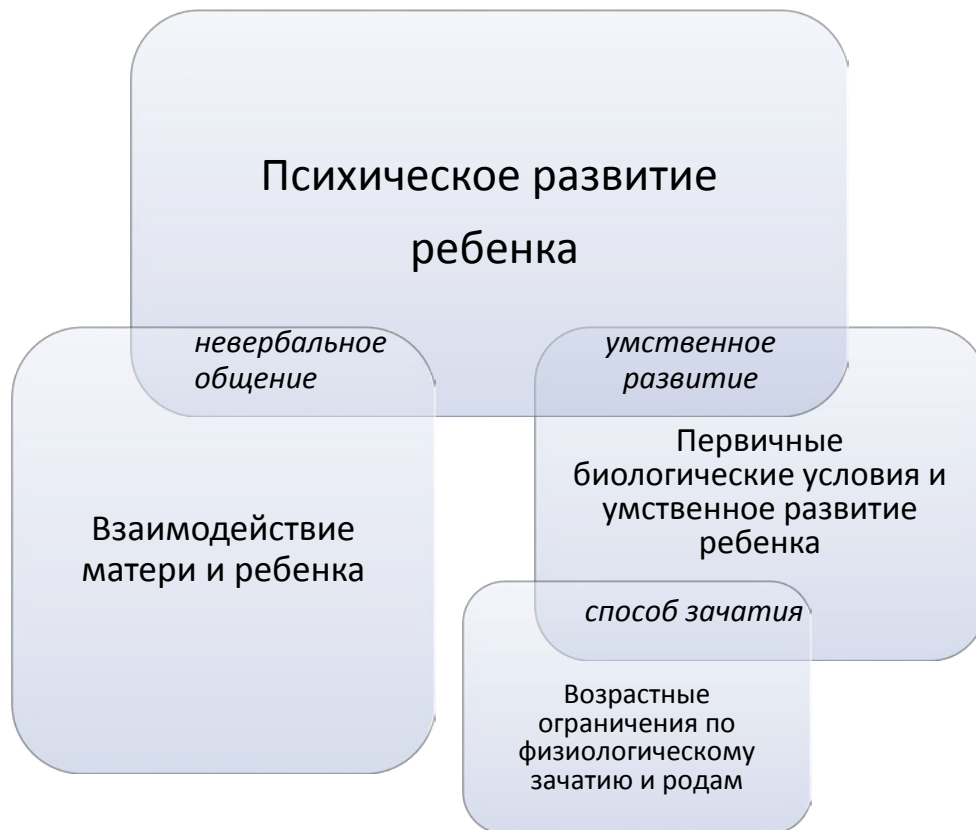 Психическое развитие
ребенка
невербальное
общение
умственное
развитие
Взаимодействие
матери и ребенка
Первичные
биологические условия и
умственное развитие
ребенка
способ зачатия
Возрастные
ограничения по
физиологическому
зачатию и родам